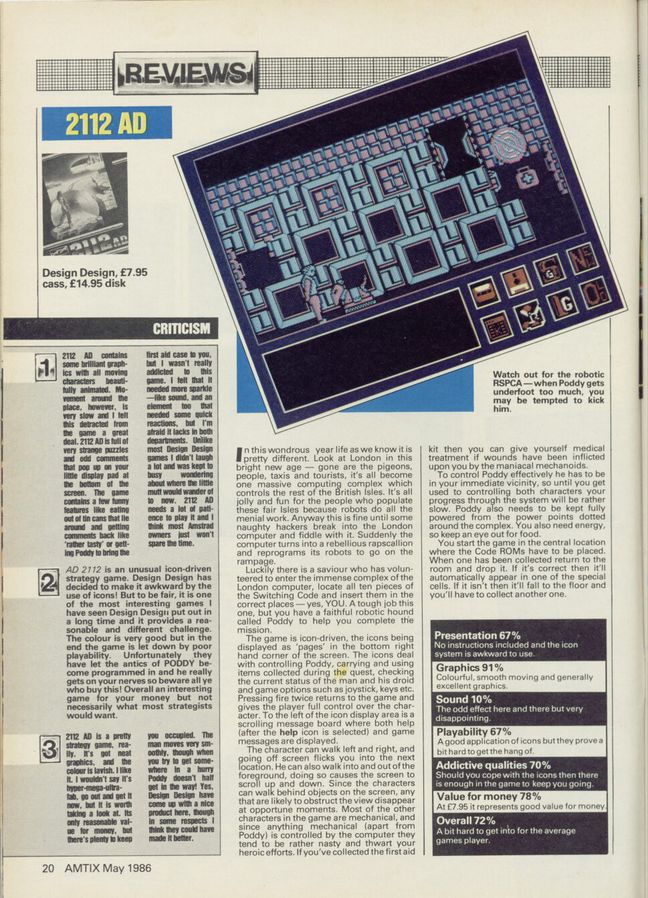 REVIEWS
2112 AD
Design Design, £7.95
cass, £14.95 disk
Watch out for the robotic
RSPCA — when Poddy gets
underfoot too much, you
may be tempted to kick
him.
CRITICISM
1
2112 AD contains
some brilliant graph-
ics with all moving
characters beauti-
fully animated. Mo-
vement around the
place, however, is
very slow and I felt
this detracted from
the game a great
deal. 2112 AD is full of
very strange puzzles
and odd comments
that pop up on your
little display pad at
the bottom of the
screen. The game
contains a few funny
features like eating
out of tin cans that lie
around and getting
comments back like
'rather tasty' or gett-
ing Poddy to bring the
first aid case to you,
but I wasn't really
addicted to this
game. I felt that it
needed more sparkle
—like sound, and an
element too that
needed some quick
reactions, but I'm
afraid it lacks in both
departments. Unlike
most Design Design
games I didn't laugh
a lot and was kept to
busy wondering
about where the little
mutt would wander of
to now. 2112 AD
needs a lot of pati-
ence to play it and I
think most Amstrad
owners just won't
spare the time.
2
AD 2112 is an unusual icon-driven
strategy game. Design Design has
decided to make it awkward by the
use of icons! But to be fair, it is one
of the most interesting games I
have seen Design Design put out in
a long time and it provides a rea-
sonable and different challenge.
The colour is very good but in the
end the game is let down by poor
playability. Unfortunately they
have let the antics of PODDY be-
come programmed in and he really
gets on your nerves so beware all ye
who buy this! Overall an interesting
game for your money but not
necessarily what most strategists
would want.
3
2112 AD is a pretty
strategy game, rea-
lly. It's got neat
graphics, and the
colour is lavish. I like
it. I wouldn't say it's
hyper-mega-ultra-
fab, go out and get it
now, but it is worth
taking a look at. Its
only reasonable val-
ue for money, but
there's plenty to keep
you occupied. The
man moves very sm-
oothly, though when
you try to get some-
where in a hurry
Poddy doesn't half
get in the way! Yes,
Design Design have
come up with a nice
product here, though
in some respects I
think they could have
made it better.
In this wondrous year life as we know it is
pretty different. Look at London in this
bright new age — gone are the pigeons,
people, taxis and tourists, it's all become
one massive computing complex which
controls the rest of the British Isles. It's all
jolly and fun for the people who populate
these fair Isles because robots do all the
menial work. Anyway this is fine until some
naughty hackers break into the London
computer and fiddle with it. Suddenly the
computer turns into a rebellious rapscallion
and reprograms its robots to go on the
rampage.
Luckily there is a saviour who has volun-
teered to enter the immense complex of the
London computer, locate all ten pieces of
the Switching Code and insert them in the
correct places — yes, YOU. A tough job this
one, but you have a faithful robotic hound
called Poddy to help you complete the
mission.
The game is icon-driven, the icons being
displayed as 'pages' in the bottom right
hand corner of the screen. The icons deal
with controlling Poddy, carrying and using
items collected during the quest, checking
the current status of the man and his droid
and game options such as joystick, keys etc.
Pressing fire twice returns to the game and
gives the player full control over the char-
acter. To the left of the icon display area is a
scrolling message board where both help
(after the help icon is selected) and game
messages are displayed.
The character can walk left and right, and
going off screen flicks you into the next
location. He can also walk into and out of the
foreground, doing so causes the screen to
scroll up and down. Since the characters
can walk behind objects on the screen, any
that are likely to obstruct the view disappear
at opportune moments. Most of the other
characters in the game are mechanical, and
since anything mechanical (apart from
Poddy) is controlled by the computer they
tend to be rather nasty and thwart your
heroic efforts. If you've collected the first aid
kit then you can give yourself medical
treatment if wounds have been inflicted
upon you by the maniacal mechanoids.
To control Poddy effectively he has to be
in your immediate vicinity, so until you get
used to controlling both characters your
progress through the system will be rather
slow. Poddy also needs to be kept fully
powered from the power points dotted
around the complex. You also need energy,
so keep an eye out for food.
You start the game in the central location
where the Code ROMs have to be placed.
When one has been collected return to the
room and drop it. If it's correct then it'll
automatically appear in one of the special
cells. If it isn't then it'll fall to the floor and
you'll have to collect another one.
Presentation 67%
No instructions included and the icon
system is awkward to use.
Graphics 91%
Colourful, smooth moving and generally
excellent graphics.
Sound 10%
The odd effect here and there but very
disappointing.
Playability 67%
A good application of icons but they prove a
bit hard to get the hang of.
Addictive qualities 70%
Should you cope with the icons then there
is enough in the game to keep you going.
Value for money 78%
At £7.95 it represents good value for money.
Overall 72%
A bit hard to get into for the average
games player.
20 AMTIX May 1986